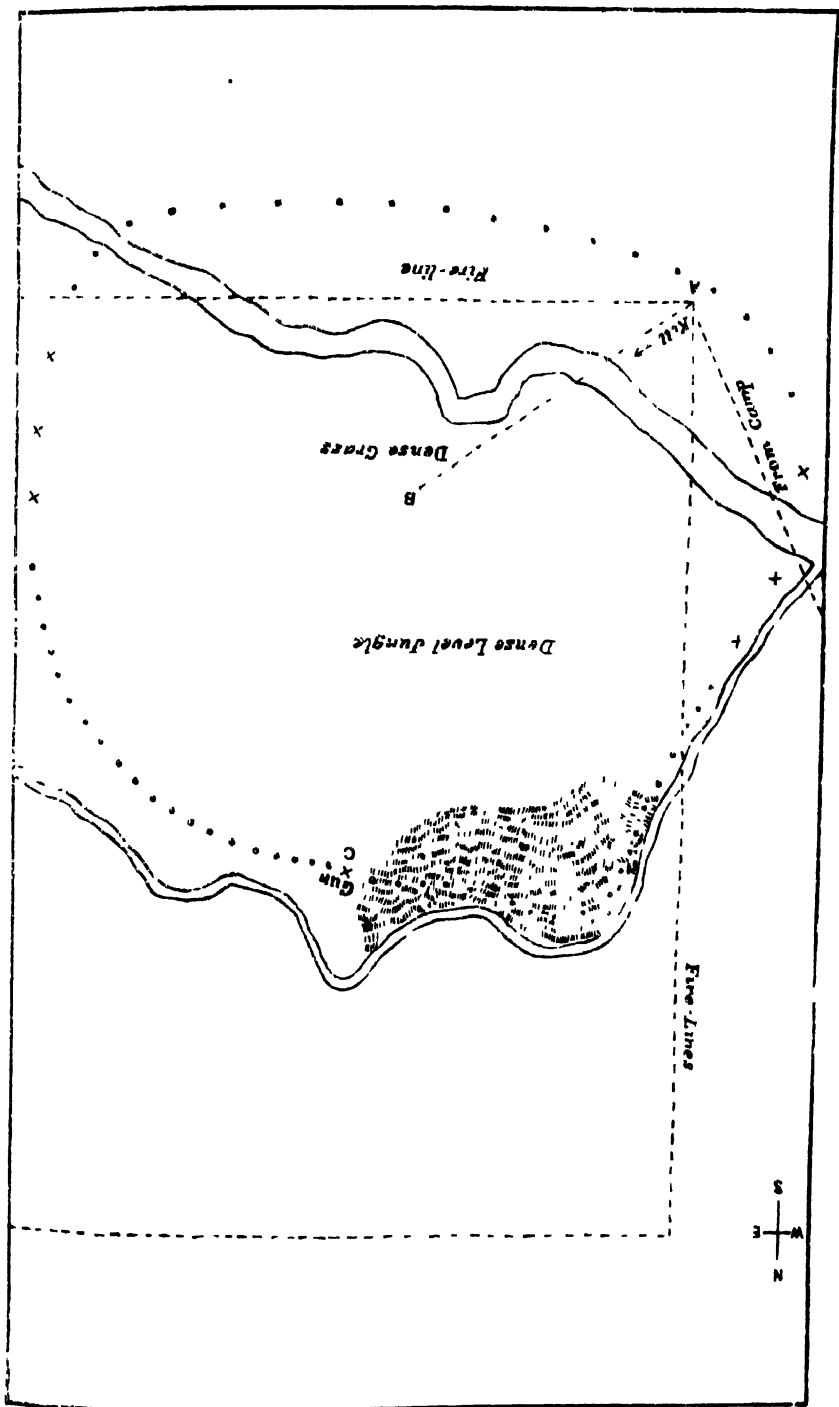 N
W E
S
Fire-Lines
Gun
C
Dense Level Jungle
B
Dense Grass
From Camp
Kill
A
Fire-line